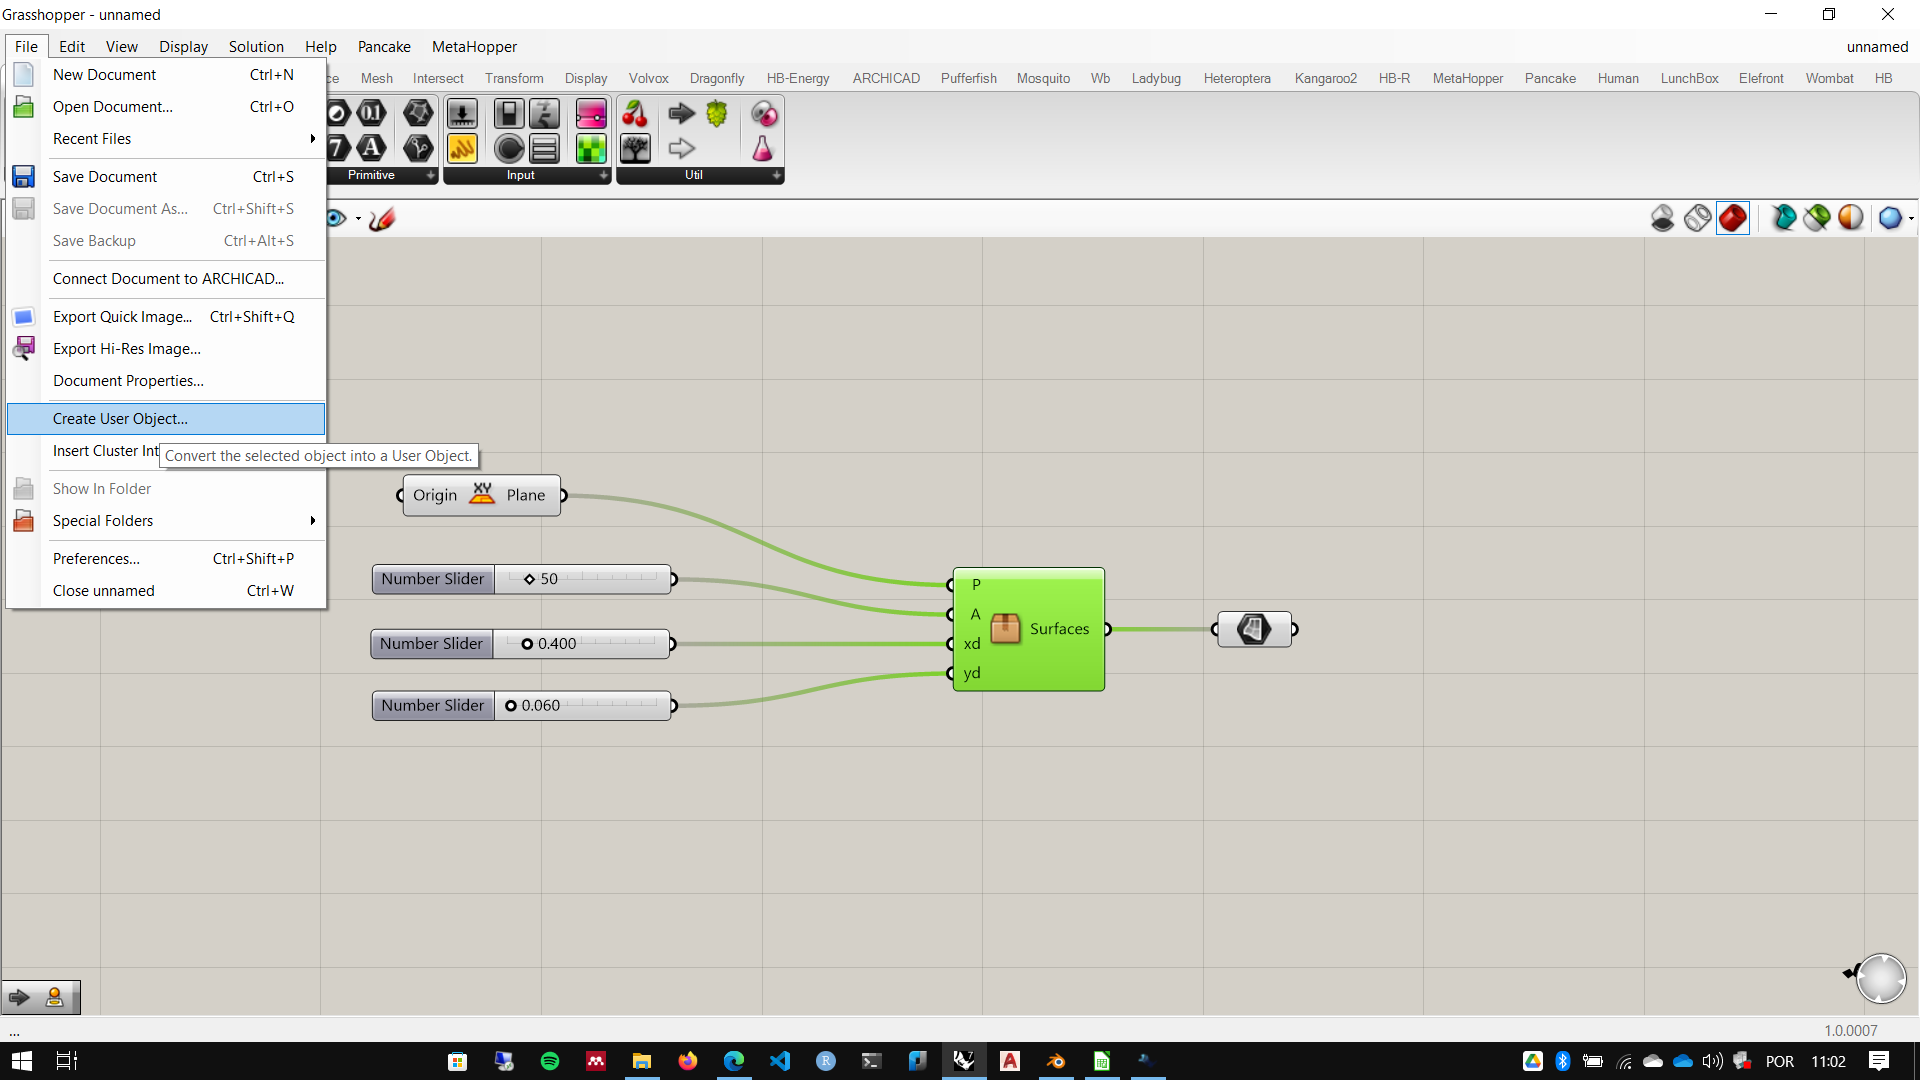 Grasshopper - unnamed
File Edit View Display Solution Help Pancake MetaHopper unnamed
ce Mesh Intersect Transform Display Volvox Dragonfly HB-Energy ARCHICAD Pufferfish Mosquito Wb Ladybug Heteroptera Kangaroo2 HB-R MetaHopper Pancake Human LunchBox Elefront Wombat HB
New Document Ctrl+N
Open Document... Ctrl+O
Recent Files
Save Document Ctrl+S
Save Document As... Ctrl+Shift+S
Save Backup Ctrl+Alt+S
Connect Document to ARCHICAD...
Export Quick Image... Ctrl+Shift+Q
Export Hi-Res Image...
Document Properties...
Create User Object...
Insert Cluster Int
Convert the selected object into a User Object.
Show In Folder
Special Folders
Preferences... Ctrl+Shift+P
Close unnamed Ctrl+W
0.1
7 A
Primitive
Input
Util
Origin XY Plane
Number Slider 50
Number Slider 0.400
Number Slider 0.060
P
A
xd
yd
Surfaces
...
1.0.0007
R
A
POR 11:02